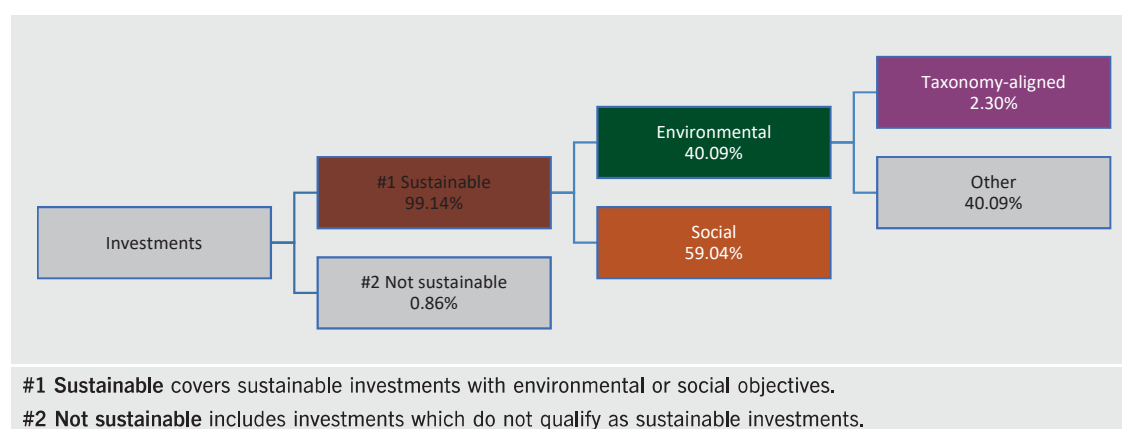 Taxonomy-aligned
2.30%
Environmental
40.09%
#1 Sustainable
99.14%
Other
40.09%
Investments
Social
59.04%
#2 Not sustainable
0.86%
#1 Sustainable covers sustainable investments with environmental or social objectives.
#2 Not sustainable includes investments which do not qualify as sustainable investments.